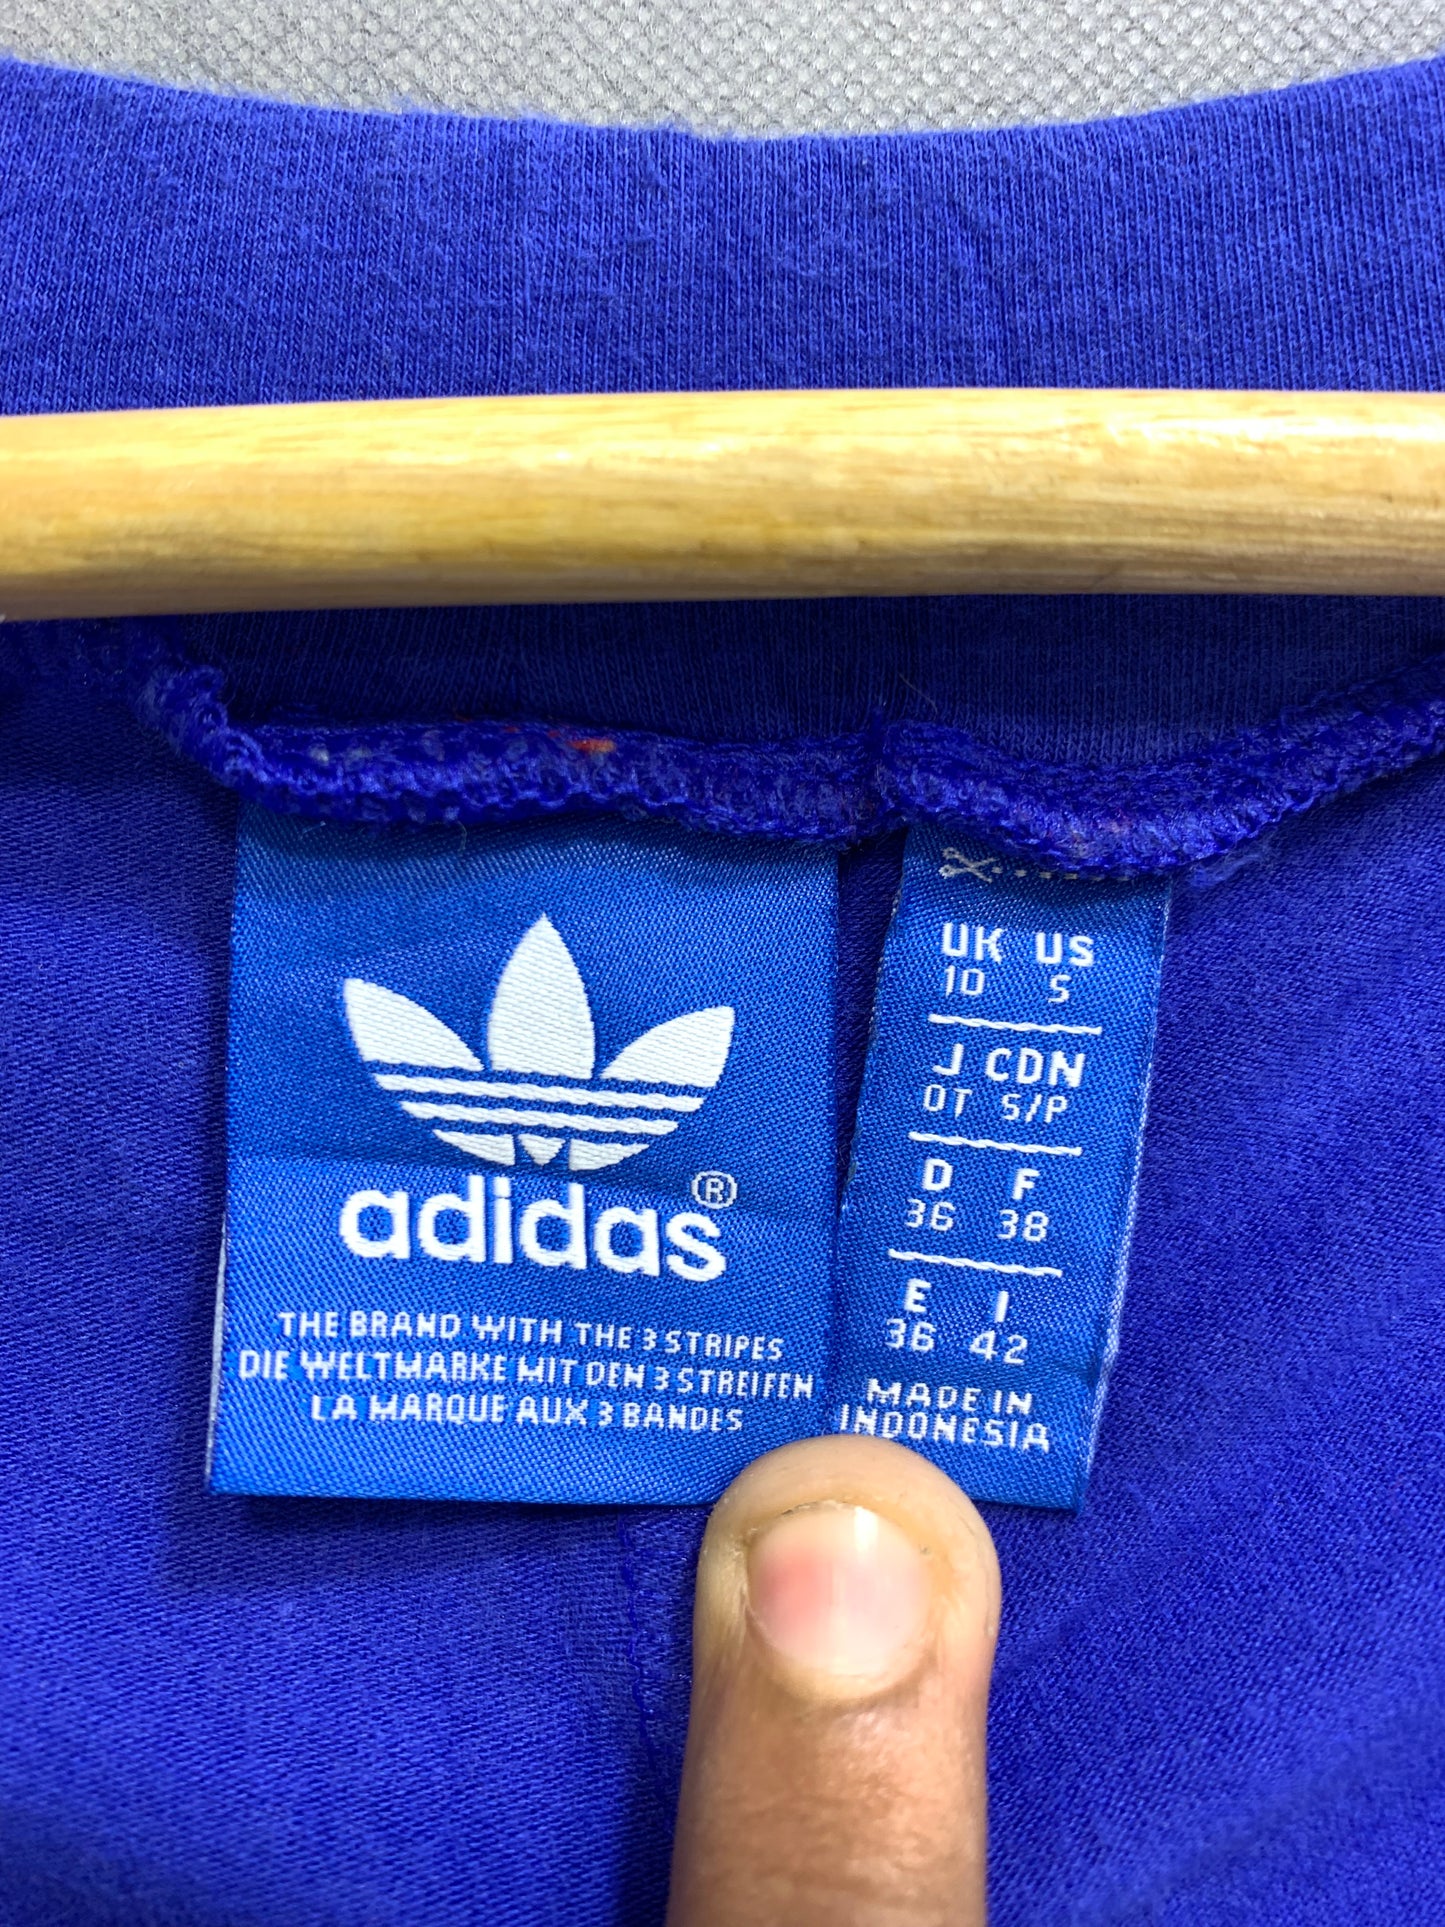 adidas®
THE BRAND WITH THE 3 STRIPES
DIE WELTMARKE MIT DEN 3 STREIFEN
LA MARQUE AUX 3 BANDES
UK US
10 S
J CDN
OT S/P
D F
36 38
E I
36 42
MADE IN
INDONESIA